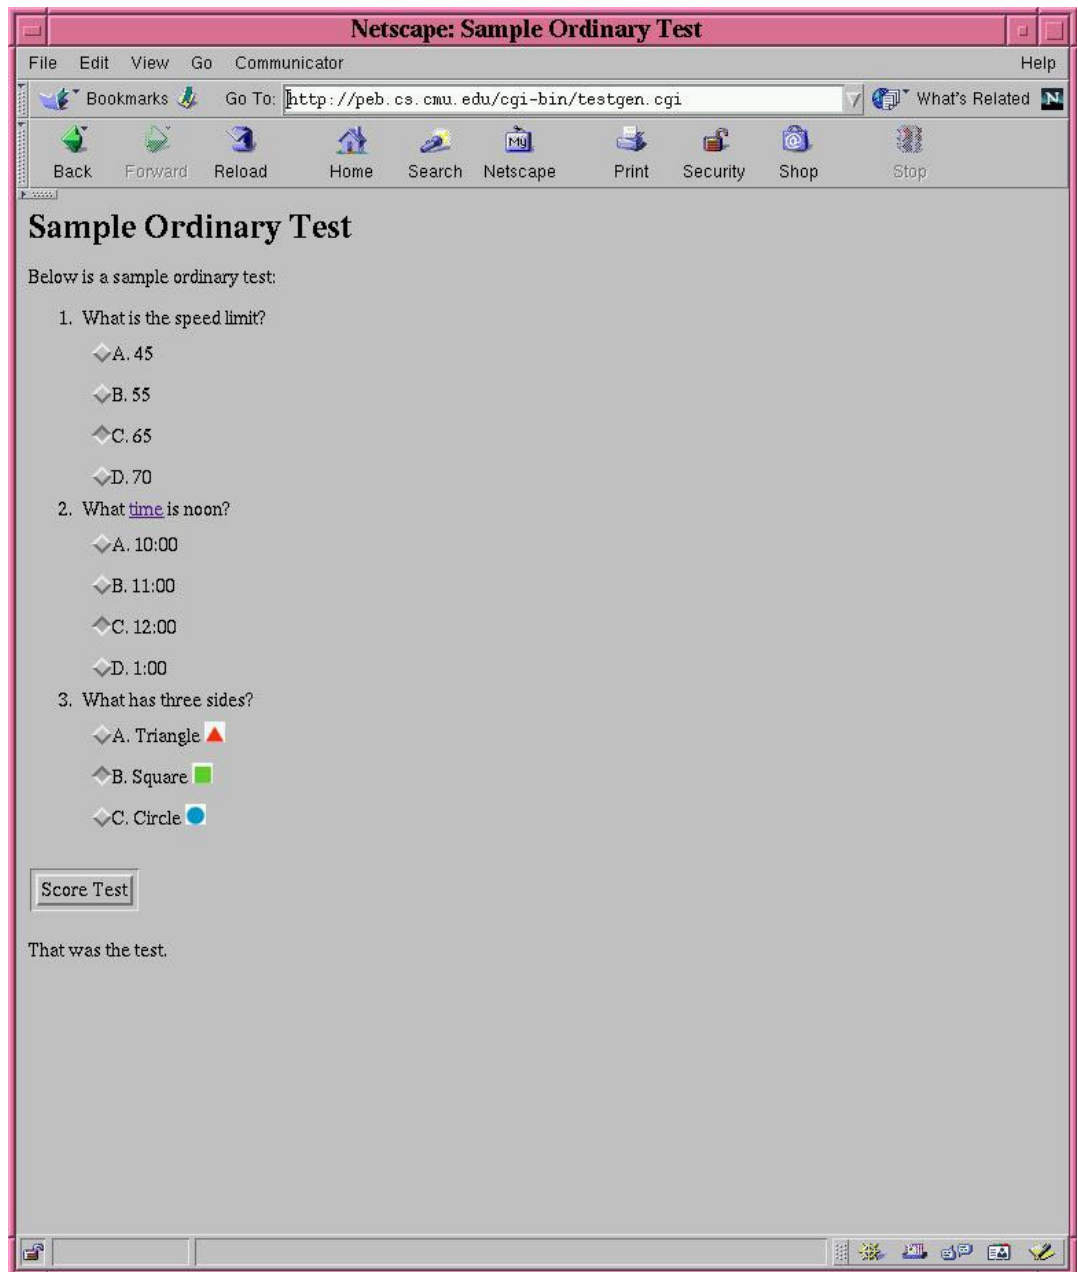 Netscape: Sample Ordinary Test
File Edit View Go Communicator Help
Bookmarks Go To: http://peb.cs.cmu.edu/cgi-bin/testgen.cgi What's Related N
My
Back Forward Reload Home Search Netscape Print Security Shop Stop
Sample Ordinary Test
Below is a sample ordinary test:
1. What is the speed limit?
A. 45
B. 55
C. 65
D. 70
2. What time is noon?
A. 10:00
B. 11:00
C. 12:00
D. 1:00
3. What has three sides?
A. Triangle
B. Square
C. Circle
Score Test
That was the test.